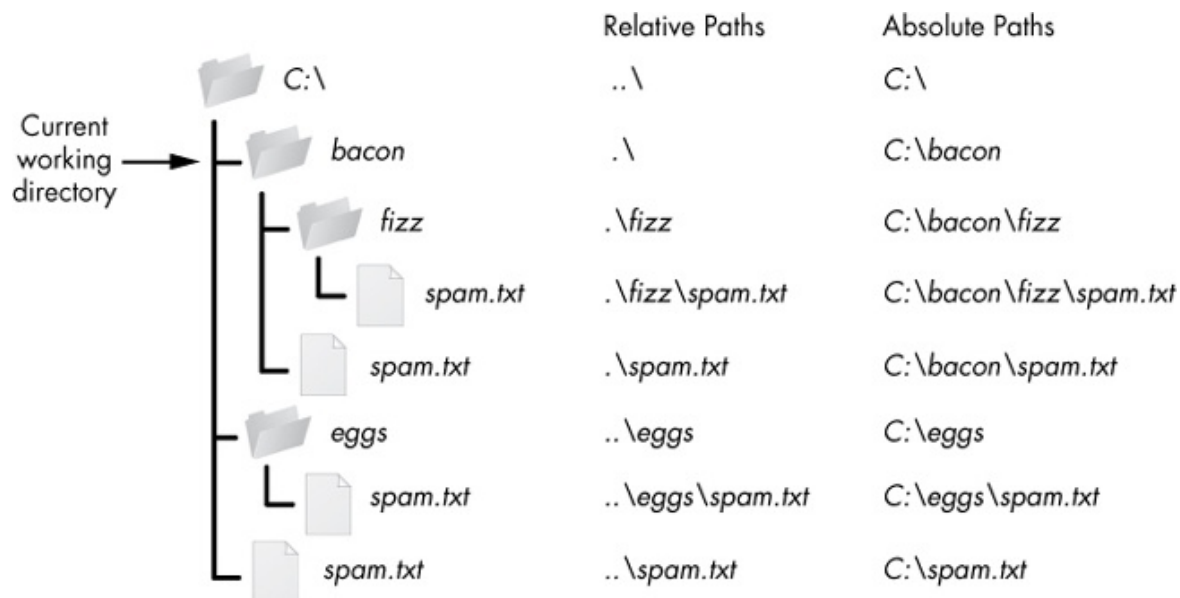 Relative Paths Absolute Paths
C:\ ..\ C:\
Current
working
directory
bacon .\ C:\bacon
fizz .\fizz C:\bacon\fizz
spam.txt .\fizz\spam.txt C:\bacon\fizz\spam.txt
spam.txt .\spam.txt C:\bacon\spam.txt
eggs ..\eggs C:\eggs
spam.txt ..\eggs\spam.txt C:\eggs\spam.txt
spam.txt ..\spam.txt C:\spam.txt